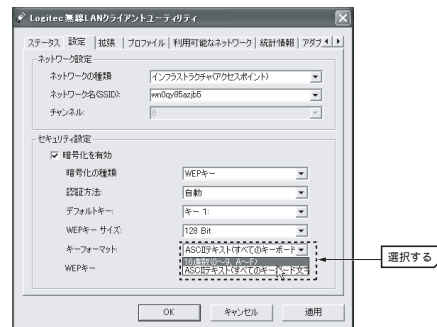 Logitec無線LANクライアントユーティリティ
ステータス 設定 拡張 プロファイル 利用可能なネットワーク 統計情報 アダプ
ネットワーク設定
ネットワークの種類 インフラストラクチャ(アクセスポイント)
ネットワーク名(SSID): wn0qy85azjb5
チャンネル: 6
セキュリティ設定
暗号化を有効
暗号化の種類 WEPキー
認証方法: 自動
デフォルトキー: キー 1:
WEPキー サイズ: 128 Bit
キーフォーマット: ASCIIテキスト(すべてのキーボード
16進数(0〜9, A〜F)
WEPキー ASCIIテキスト(すべてのキーボード文字
選択する
OK キャンセル 適用